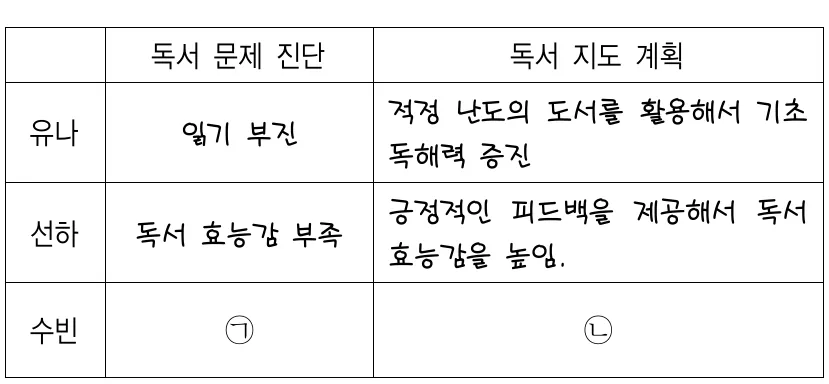 독서 문제 진단 독서 지도 계획
유나 읽기 부진 적정 난도의 도서를 활용해서 기초
독해력 증진
선하 독서 효능감 부족 긍정적인 피드백을 제공해서 독서
효능감을 높임.
수빈 ㉠ ㉡